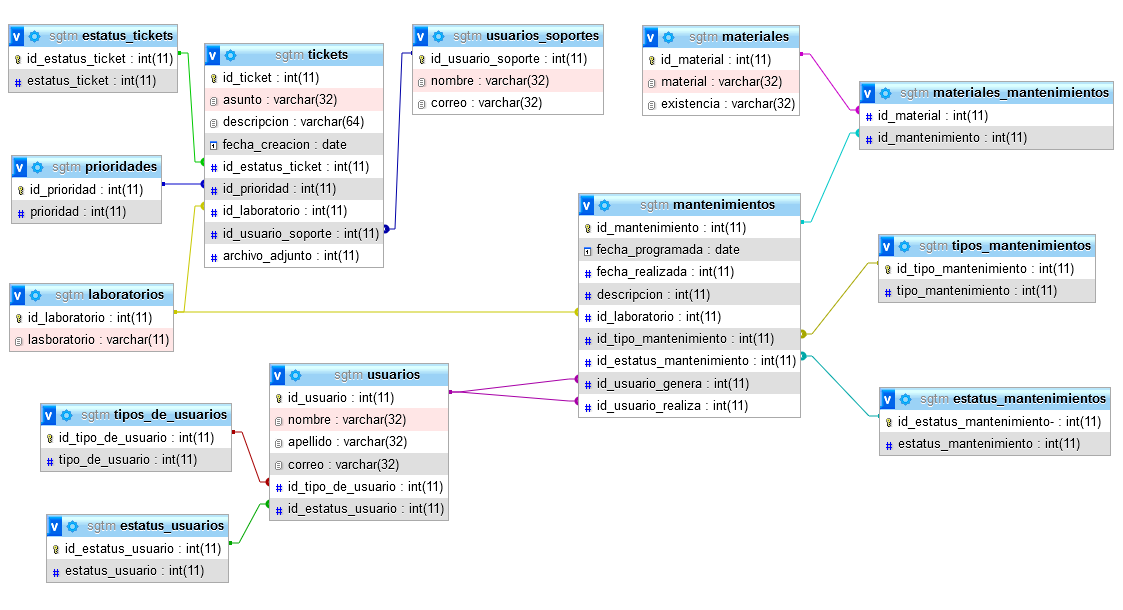 v sgtm estatus_tickets
id_estatus_ticket : int(11)
# estatus_ticket : int(11)
v sgtm tickets
id_ticket : int(11)
asunto : varchar(32)
descripcion : varchar(64)
fecha_creacion : date
# id_estatus_ticket : int(11)
# id_prioridad : int(11)
# id_laboratorio : int(11)
# id_usuario_soporte : int(11)
# archivo_adjunto : int(11)
v sgtm usuarios_soportes
id_usuario_soporte : int(11)
nombre : varchar(32)
correo : varchar(32)
v sgtm materiales
id_material : int(11)
material : varchar(32)
existencia : varchar(32)
v sgtm materiales_mantenimientos
# id_material : int(11)
# id_mantenimiento : int(11)
v sgtm prioridades
id_prioridad : int(11)
# prioridad : int(11)
v sgtm mantenimientos
id_mantenimiento : int(11)
fecha_programada : date
# fecha_realizada : int(11)
# descripcion : int(11)
# id_laboratorio : int(11)
# id_tipo_mantenimiento : int(11)
# id_estatus_mantenimiento : int(11)
# id_usuario_genera : int(11)
# id_usuario_realiza : int(11)
v sgtm tipos_mantenimientos
id_tipo_mantenimiento : int(11)
# tipo_mantenimiento : int(11)
v sgtm laboratorios
id_laboratorio : int(11)
lasboratorio : varchar(11)
v sgtm usuarios
id_usuario : int(11)
nombre : varchar(32)
apellido : varchar(32)
correo : varchar(32)
# id_tipo_de_usuario : int(11)
# id_estatus_usuario : int(11)
v sgtm estatus_mantenimientos
id_estatus_mantenimiento- : int(11)
# estatus_mantenimiento : int(11)
v sgtm tipos_de_usuarios
id_tipo_de_usuario : int(11)
# tipo_de_usuario : int(11)
v sgtm estatus_usuarios
id_estatus_usuario : int(11)
# estatus_usuario : int(11)